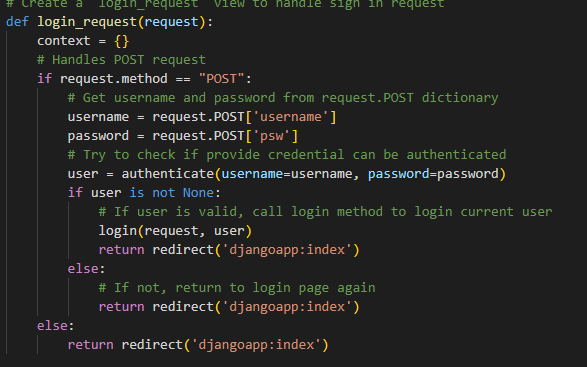 # Create a `login_request` view to handle sign in request
def login_request(request):
    context = {}
    # Handles POST request
    if request.method == "POST":
        # Get username and password from request.POST dictionary
        username = request.POST['username']
        password = request.POST['psw']
        # Try to check if provide credential can be authenticated
        user = authenticate(username=username, password=password)
        if user is not None:
            # If user is valid, call login method to login current user
            login(request, user)
            return redirect('djangoapp:index')
        else:
            # If not, return to login page again
            return redirect('djangoapp:index')
    else:
        return redirect('djangoapp:index')